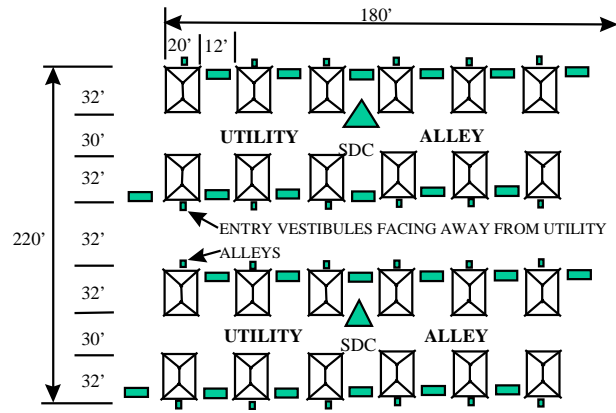 180'
20' 12'
32'
30'
UTILITY ALLEY
SDC
32'
220'
32'
ENTRY VESTIBULES FACING AWAY FROM UTILITY
ALLEYS
32'
30'
UTILITY ALLEY
SDC
32'